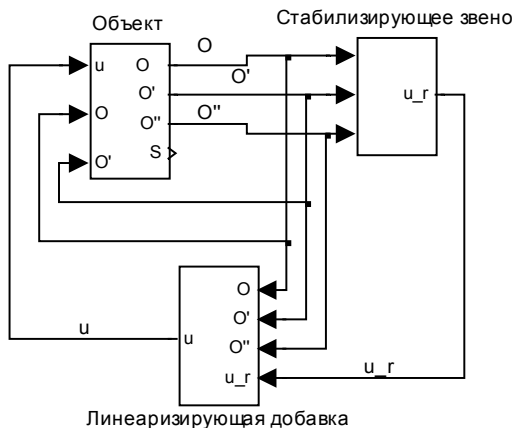 Объект
Стабилизирующее звено
O
O'
O''
u
O
O'
O
O'
O''
S
u_r
O
O'
O''
u_r
u
u
u_r
Линеаризирующая добавка